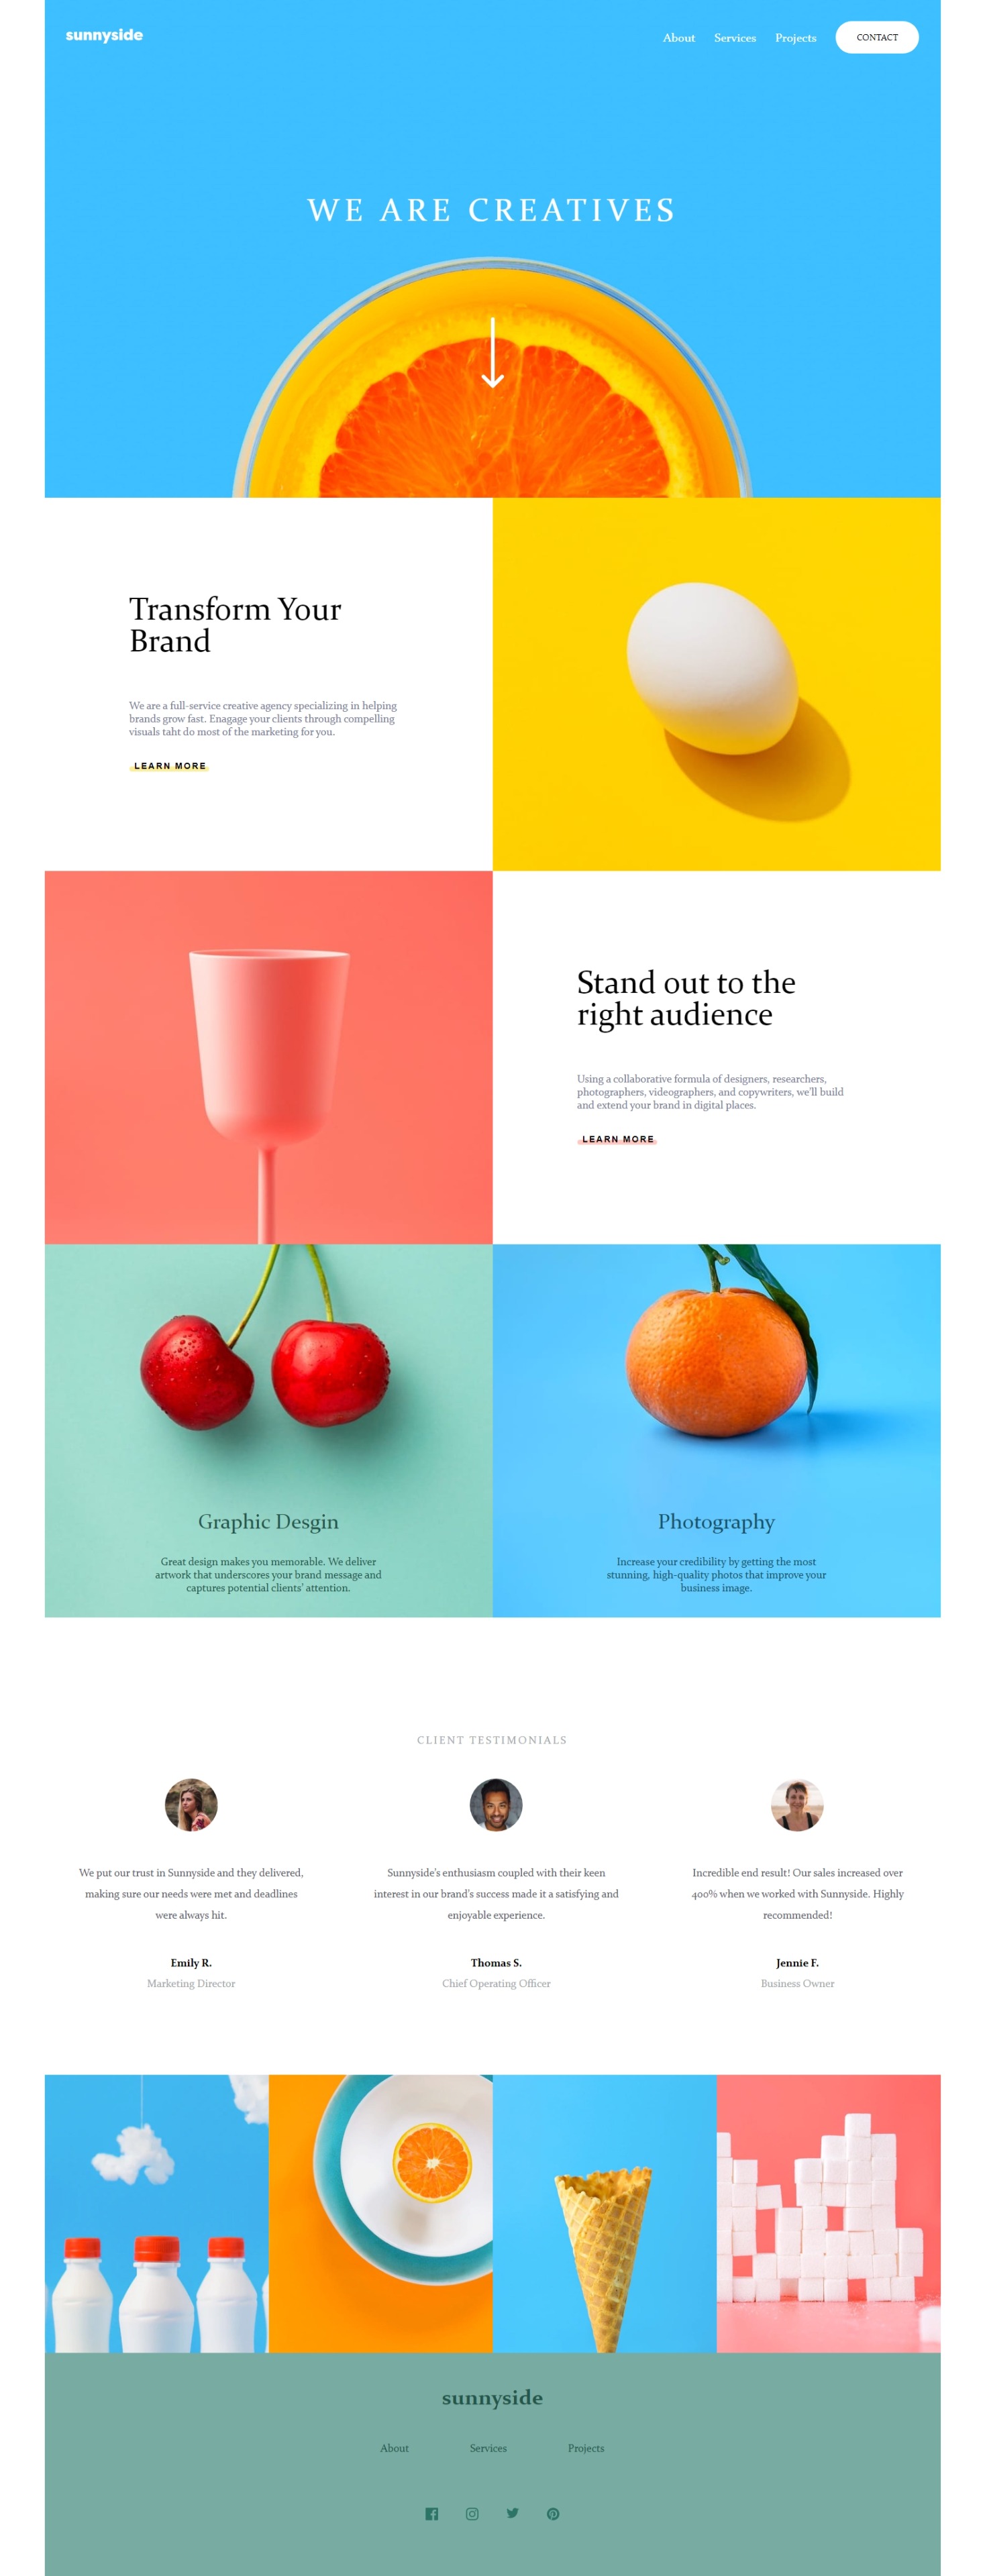 sunnyside
About Services Projects CONTACT
WE ARE CREATIVES
Transform Your
Brand
We are a full-service creative agency specializing in helping
brands grow fast. Enagage your clients through compelling
visuals taht do most of the marketing for you.
LEARN MORE
Stand out to the
right audience
Using a collaborative formula of designers, researchers,
photographers, videographers, and copywriters, we'll build
and extend your brand in digital places.
LEARN MORE
Graphic Desgin
Great design makes you memorable. We deliver
artwork that underscores your brand message and
captures potential clients' attention.
Photography
Increase your credibility by getting the most
stunning, high-quality photos that improve your
business image.
CLIENT TESTIMONIALS
We put our trust in Sunnyside and they delivered,
making sure our needs were met and deadlines
were always hit.
Emily R.
Marketing Director
Sunnyside's enthusiasm coupled with their keen
interest in our brand's success made it a satisfying and
enjoyable experience.
Thomas S.
Chief Operating Officer
Incredible end result! Our sales increased over
400% when we worked with Sunnyside. Highly
recommended!
Jennie F.
Business Owner
sunnyside
About Services Projects